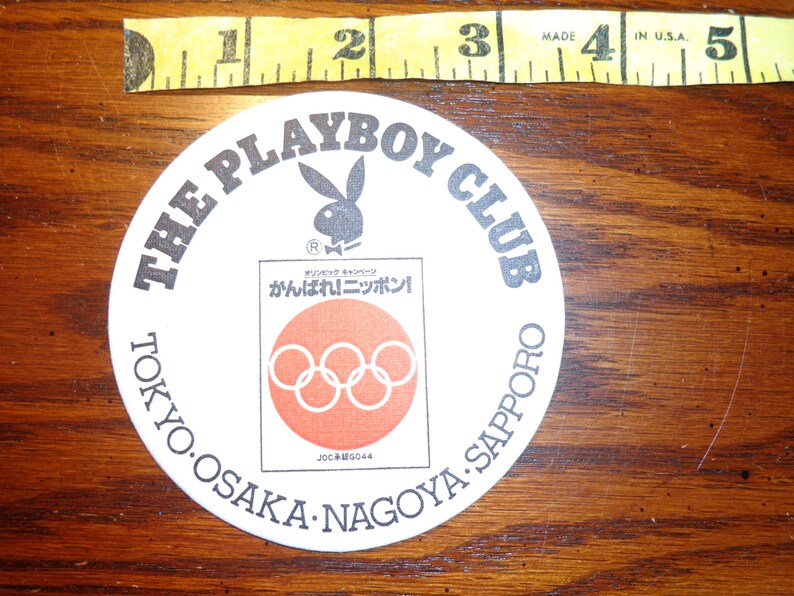 1 2 3 MADE 4 IN U.S.A. 5
THE PLAYBOY CLUB
®
オリンピック キャンペーン
がんばれ!ニッポン!
JOC承認G044
TOKYO·OSAKA·NAGOYA·SAPPORO